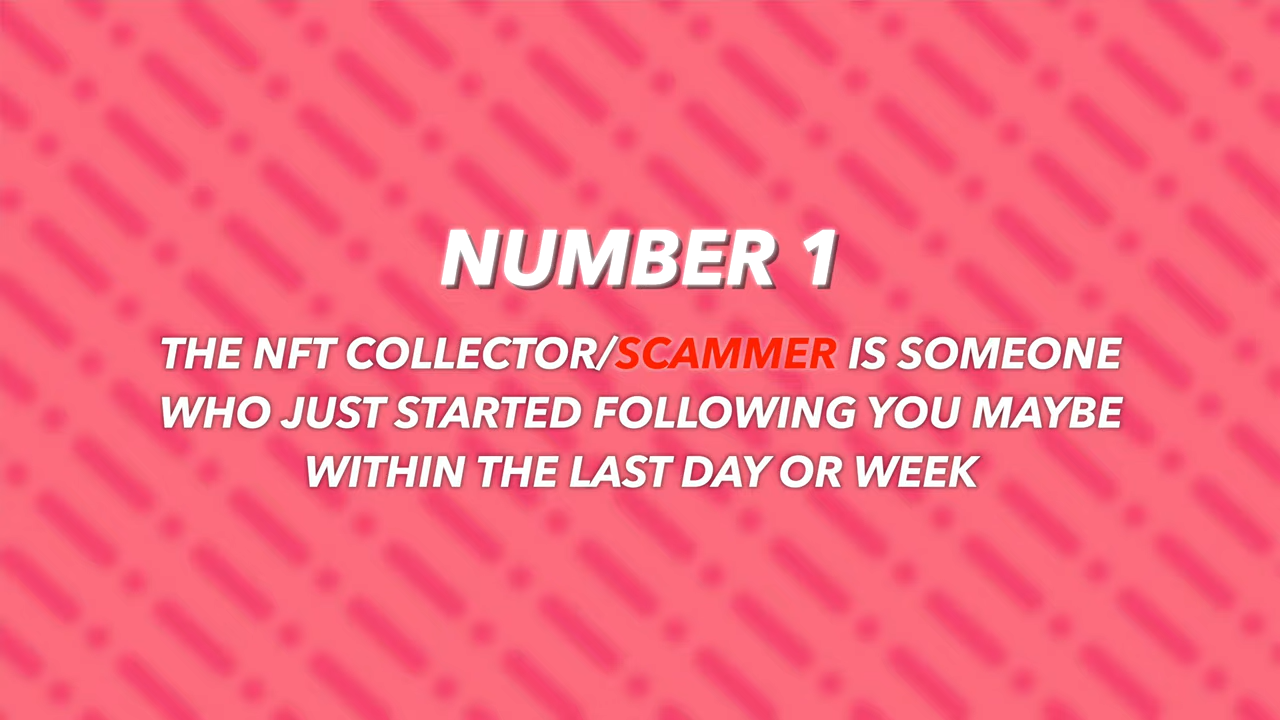 NUMBER 1
THE NFT COLLECTOR/SCAMMER IS SOMEONE
WHO JUST STARTED FOLLOWING YOU MAYBE
WITHIN THE LAST DAY OR WEEK